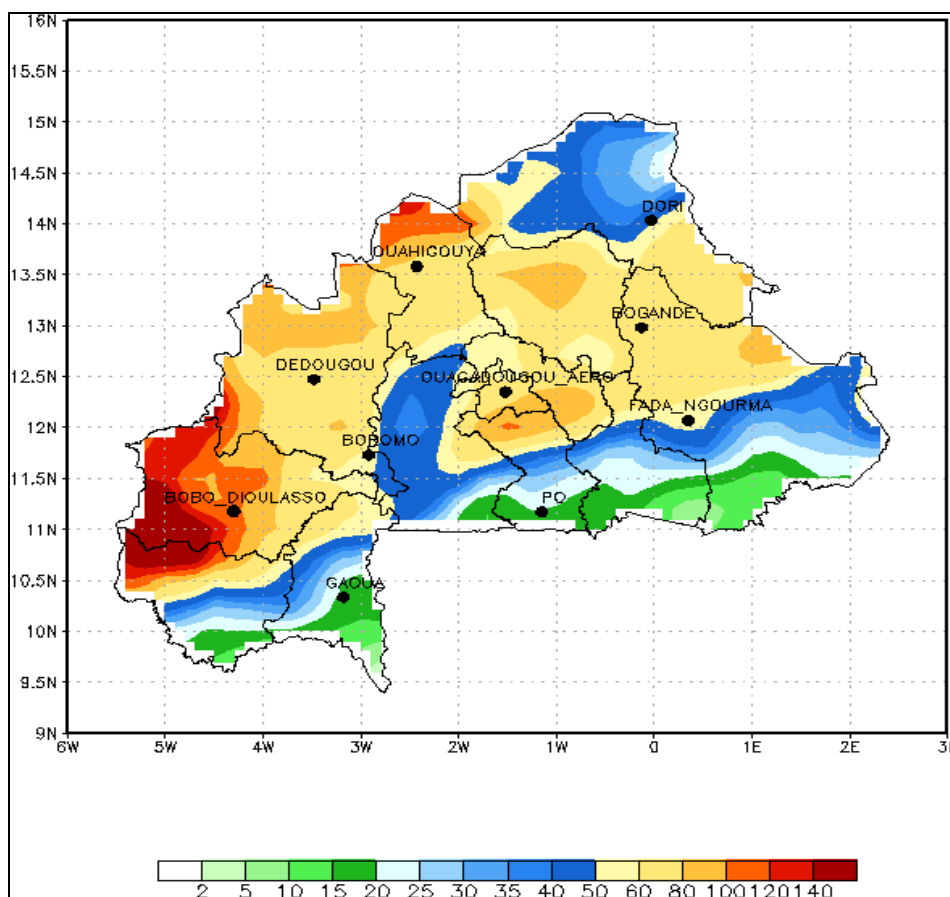 16N
15.5N
15N
14.5N
14N
13.5N
13N
12.5N
12N
11.5N
11N
10.5N
10N
9.5N
9N
DORI
OUAHIGOUYA
BOGANDE
DEDOUGOU
OUAGADOUGOU_AERO
FADA_NGOURMA
BOROMO
BOBO_DIOULASSO
PO
GAOUA
6W 5W 4W 3W 2W 1W 0 1E 2E 3E
2 5 10 15 20 25 30 35 40 50 60 80 100 120 140